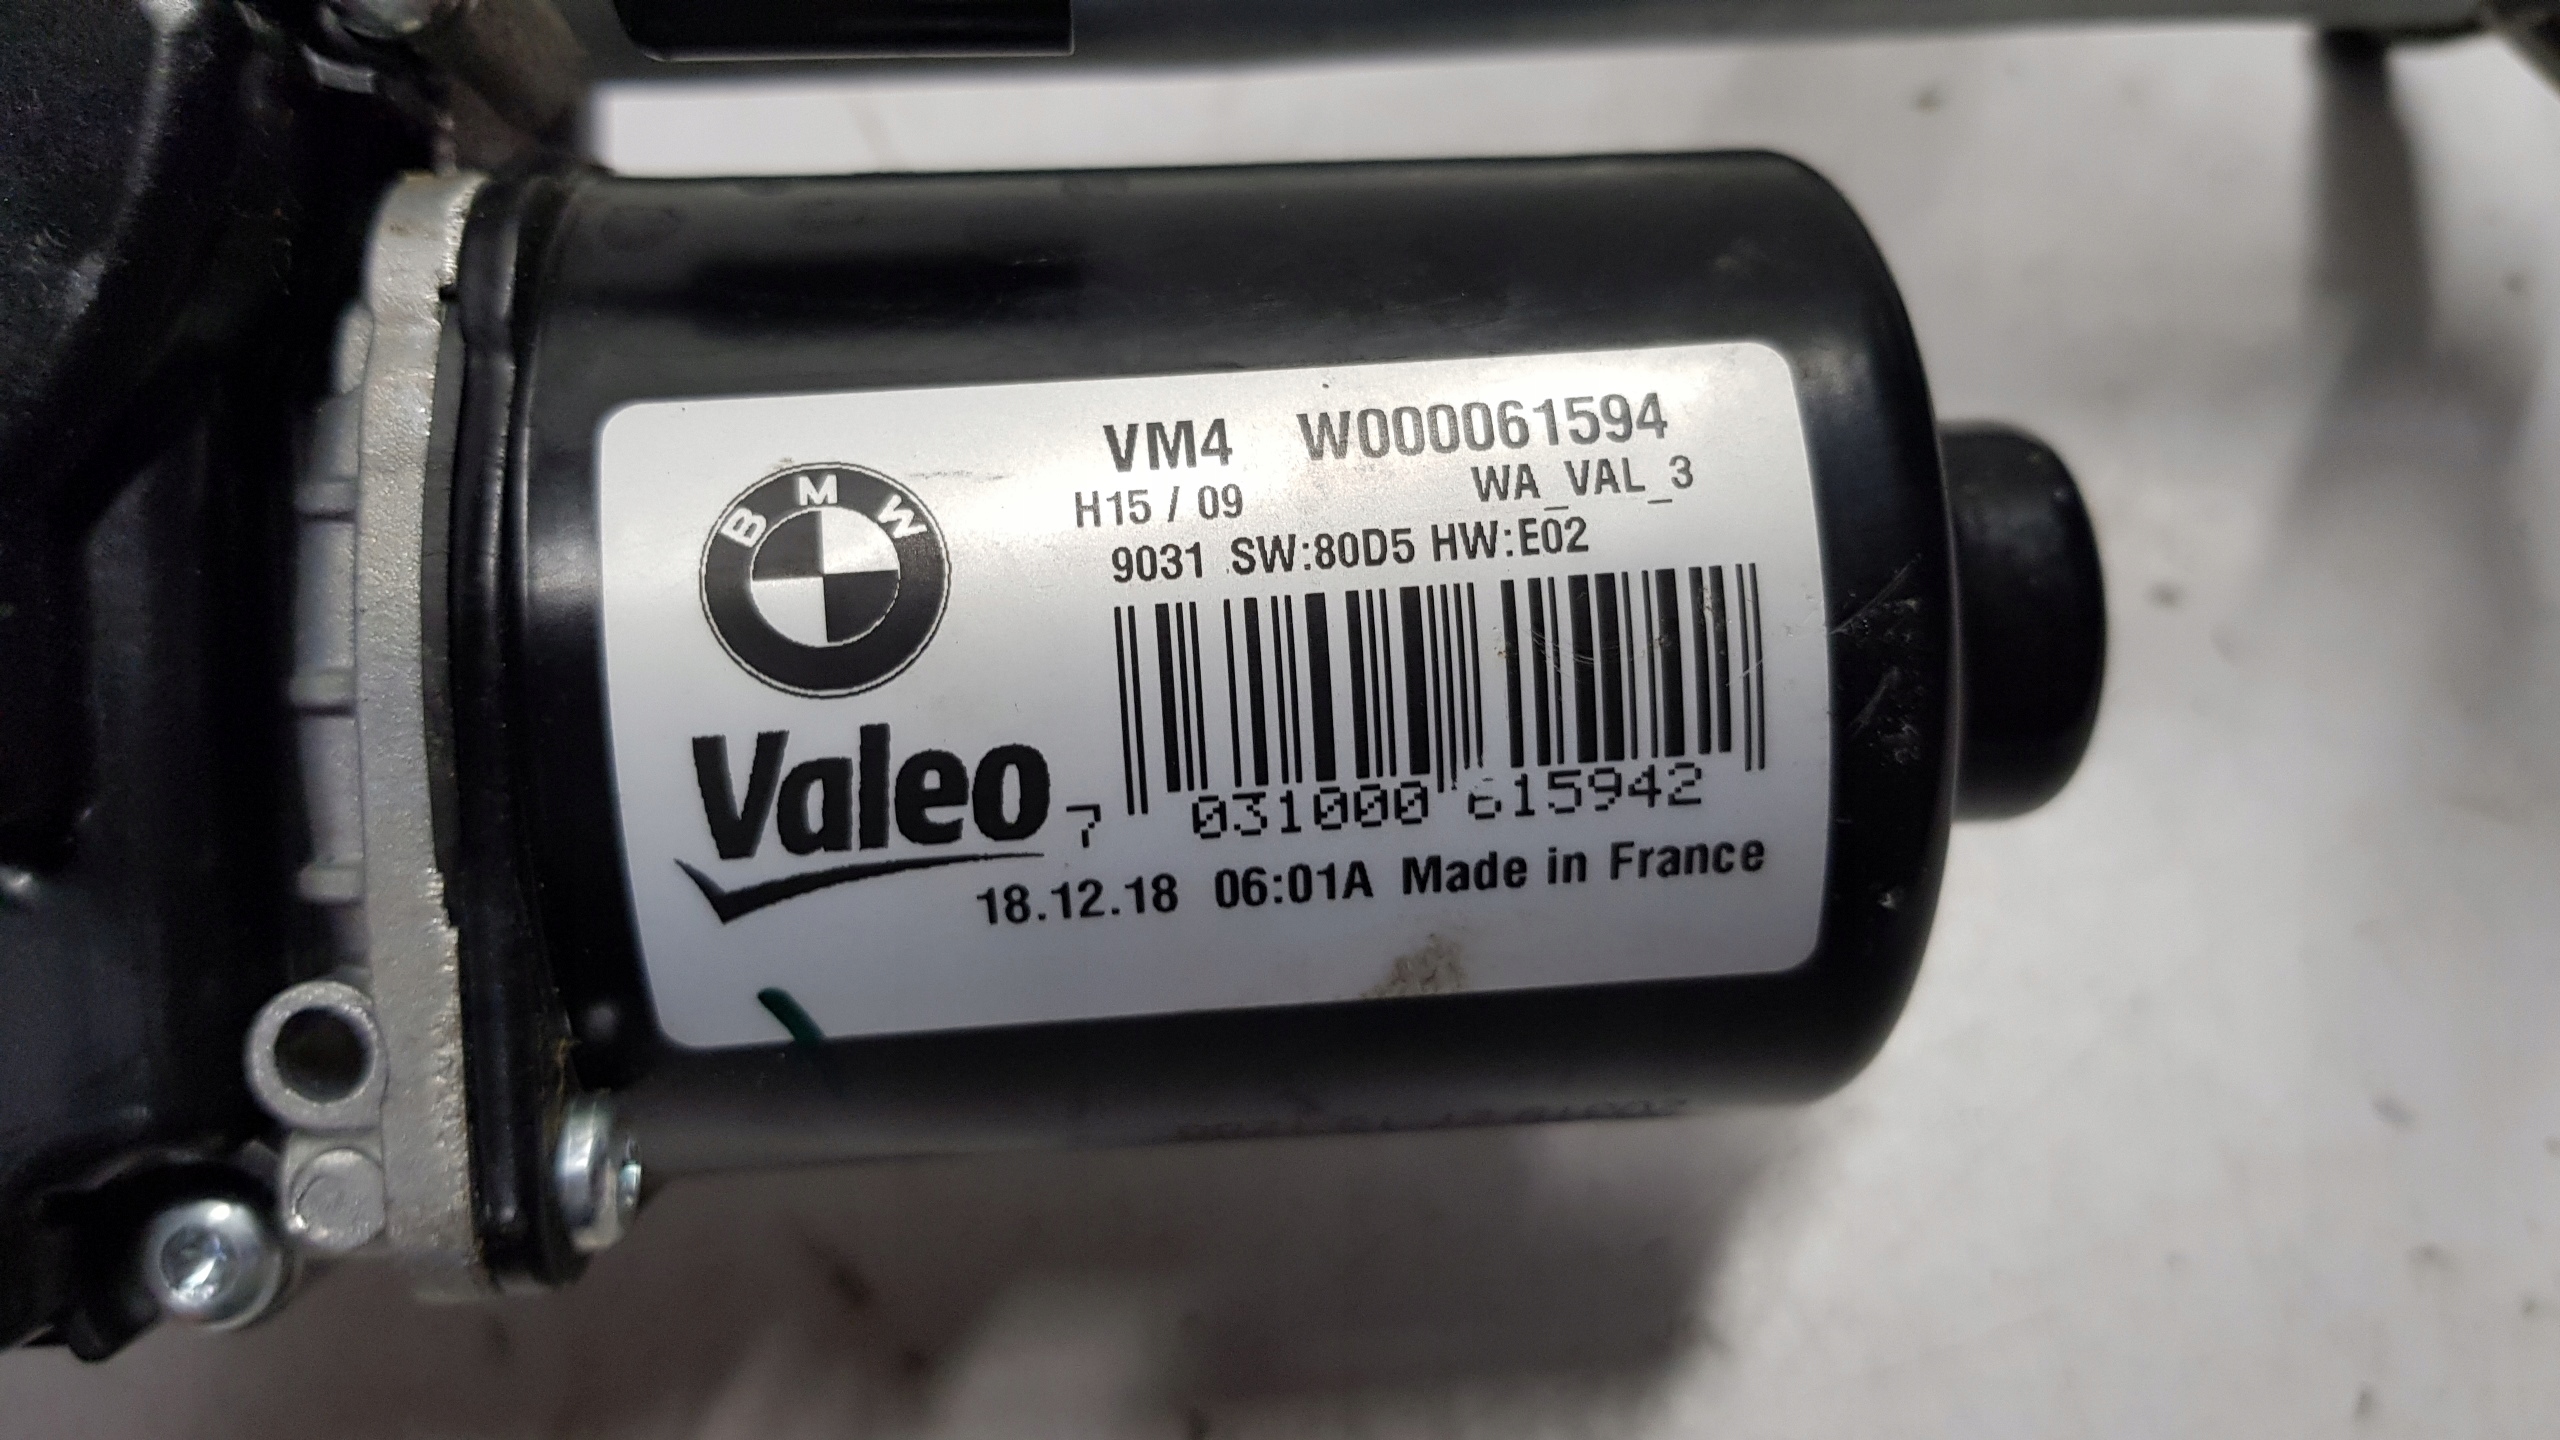 VM4 W000061594
H15 / 09 WA_VAL_3
9031 SW:80D5 HW:E02
BMW
Valeo
7 031000 615942
18.12.18 06:01A Made in France